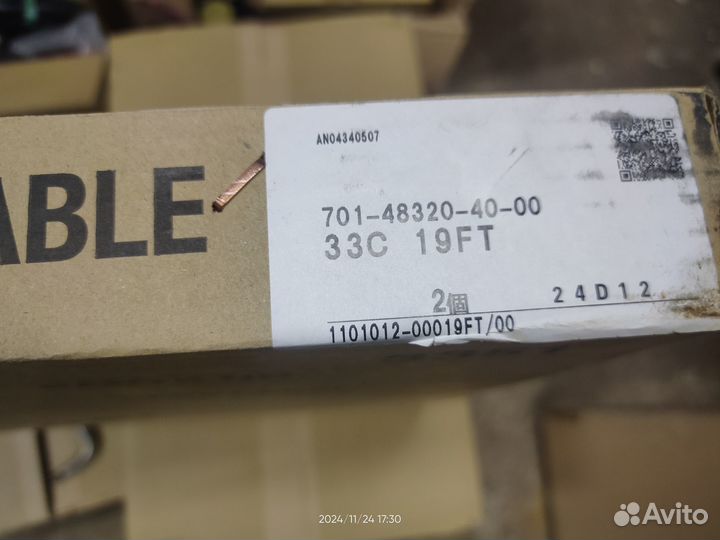 AN04340507
ABLE
701-48320-40-00
33C 19FT
2個
24D12
1101012-00019FT/00
2024/11/24 17:30
Avito